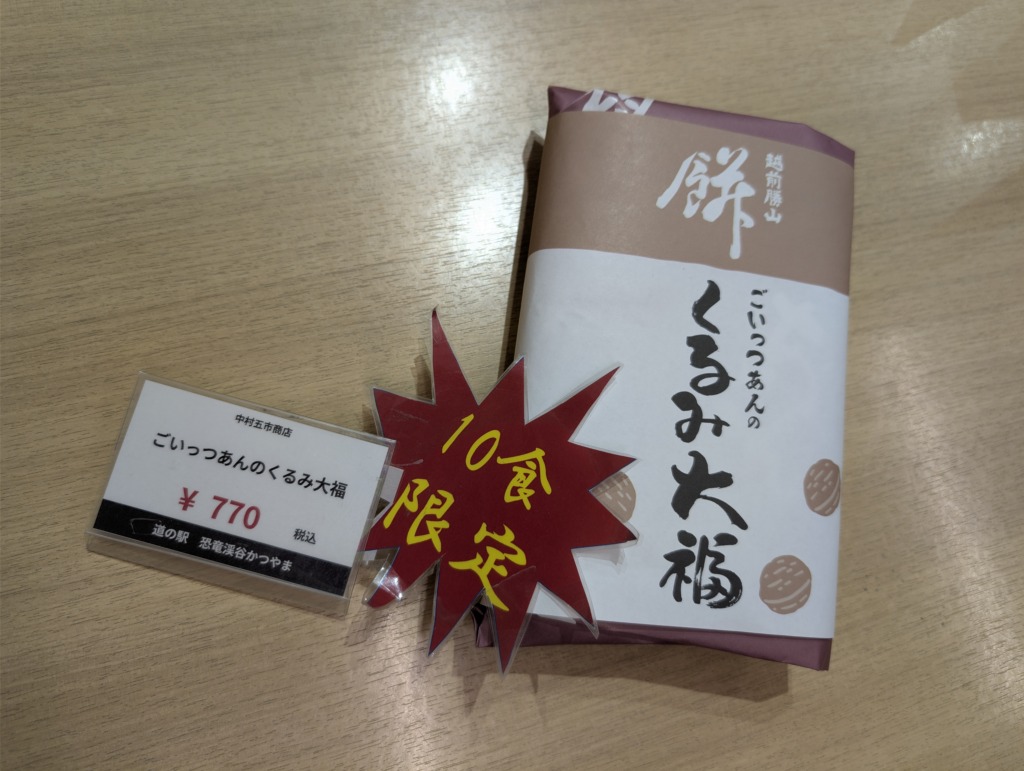 越前勝山
餅
ごいっつあんの
くるみ大福
10食
限定
中村五市商店
ごいっつあんのくるみ大福
¥ 770
税込
道の駅 恐竜渓谷かつやま